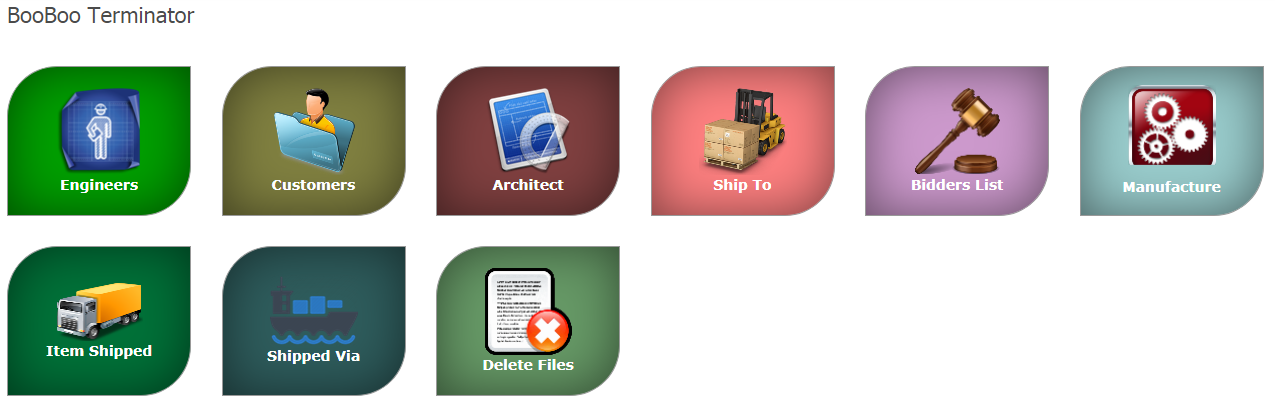 BooBoo Terminator
Engineers
Customers
Architect
Ship To
Bidders List
Manufacture
Item Shipped
Shipped Via
Delete Files